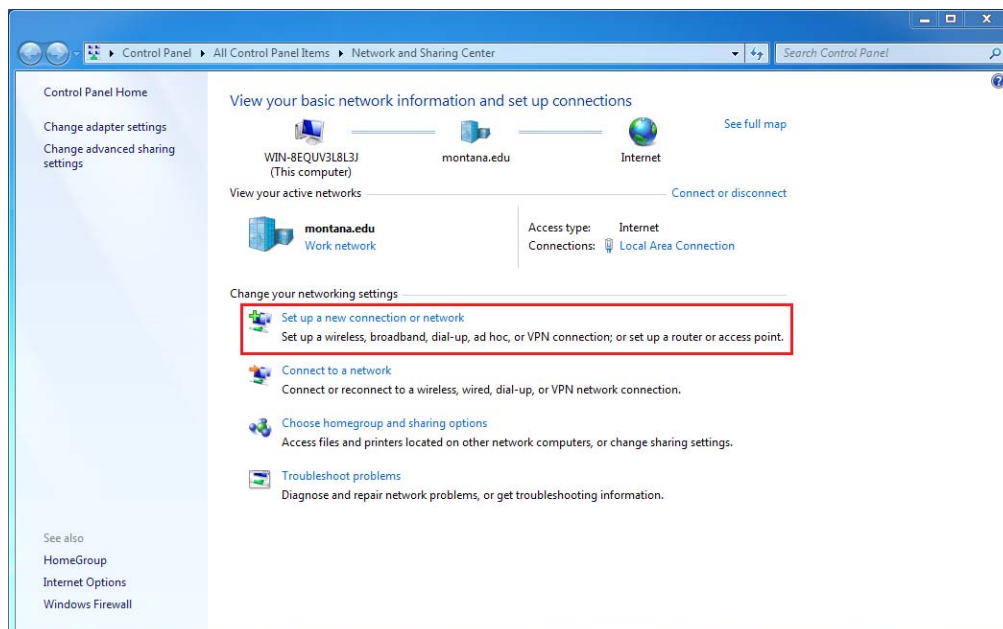 Control Panel ▸ All Control Panel Items ▸ Network and Sharing Center
Search Control Panel
Control Panel Home
Change adapter settings
Change advanced sharing
settings
View your basic network information and set up connections
See full map
WIN-8EQUV3L8L3J
(This computer)
montana.edu
Internet
View your active networks
Connect or disconnect
montana.edu
Work network
Access type: Internet
Connections: Local Area Connection
Change your networking settings
Set up a new connection or network
Set up a wireless, broadband, dial-up, ad hoc, or VPN connection; or set up a router or access point.
Connect to a network
Connect or reconnect to a wireless, wired, dial-up, or VPN network connection.
Choose homegroup and sharing options
Access files and printers located on other network computers, or change sharing settings.
Troubleshoot problems
Diagnose and repair network problems, or get troubleshooting information.
See also
HomeGroup
Internet Options
Windows Firewall